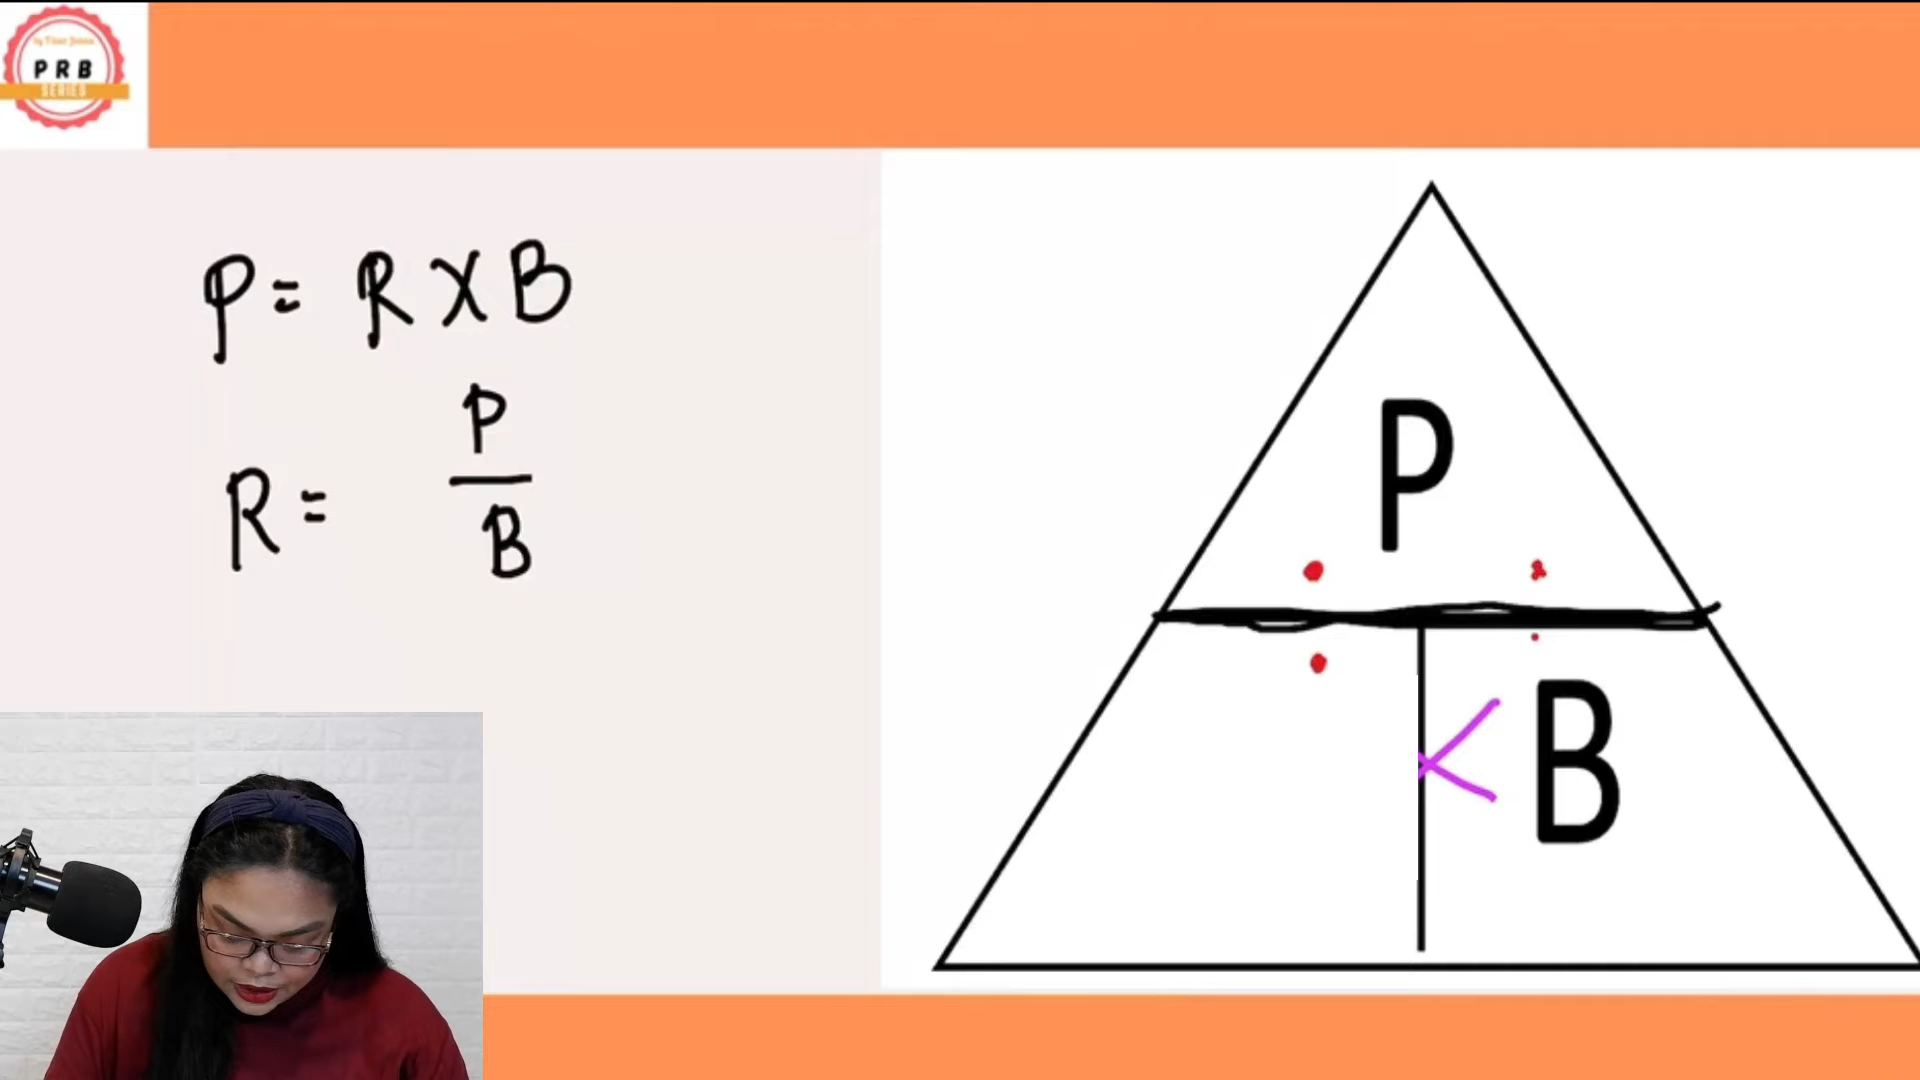 PRB
SERIES
P = R X B
R = P
B
P
B